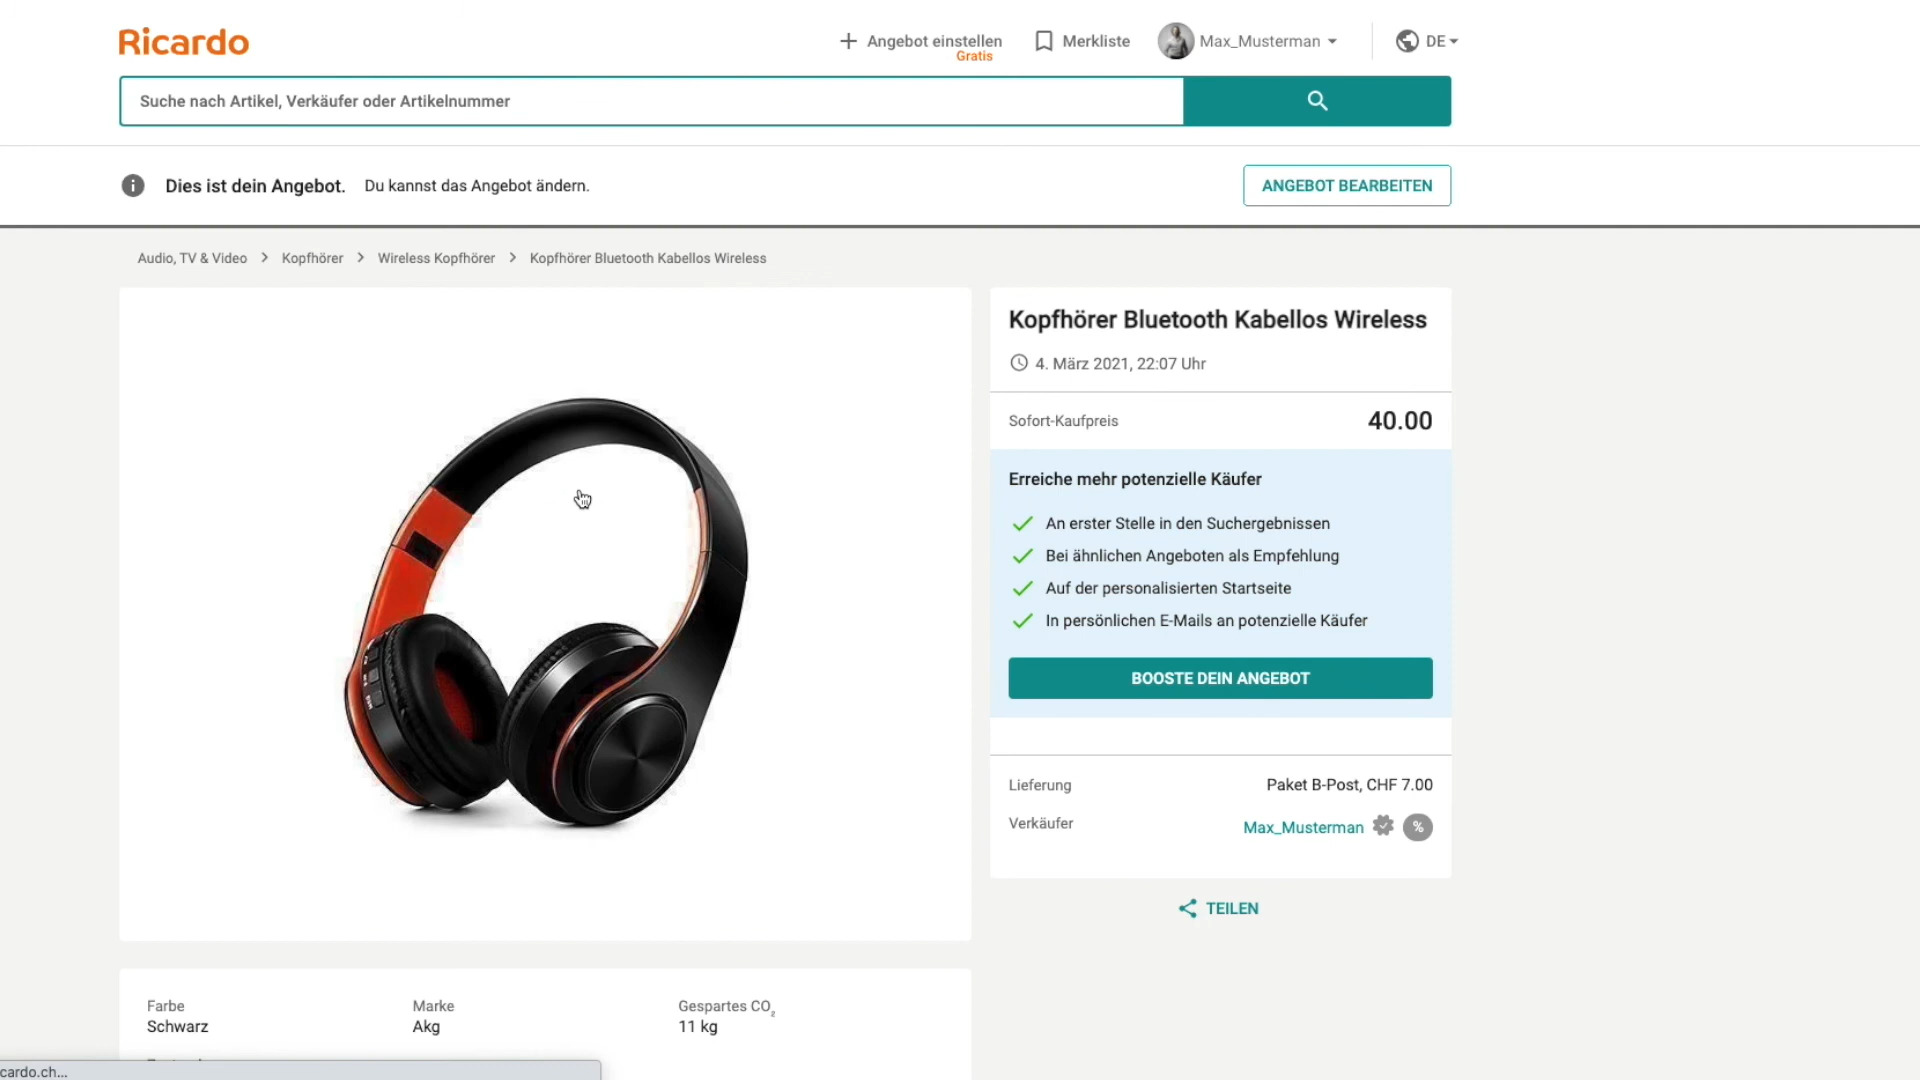 Ricardo
Angebot einstellen
Gratis
Merkliste
Max_Musterman
DE
Suche nach Artikel, Verkäufer oder Artikelnummer
Dies ist dein Angebot. Du kannst das Angebot ändern.
ANGEBOT BEARBEITEN
Audio, TV & Video > Kopfhörer > Wireless Kopfhörer > Kopfhörer Bluetooth Kabellos Wireless
Kopfhörer Bluetooth Kabellos Wireless
4. März 2021, 22:07 Uhr
Sofort-Kaufpreis 40.00
Erreiche mehr potenzielle Käufer
An erster Stelle in den Suchergebnissen
Bei ähnlichen Angeboten als Empfehlung
Auf der personalisierten Startseite
In persönlichen E-Mails an potenzielle Käufer
BOOSTE DEIN ANGEBOT
Lieferung Paket B-Post, CHF 7.00
Verkäufer Max_Musterman %
TEILEN
Farbe Marke Gespartes CO₂
Schwarz Akg 11 kg
cardo.ch...